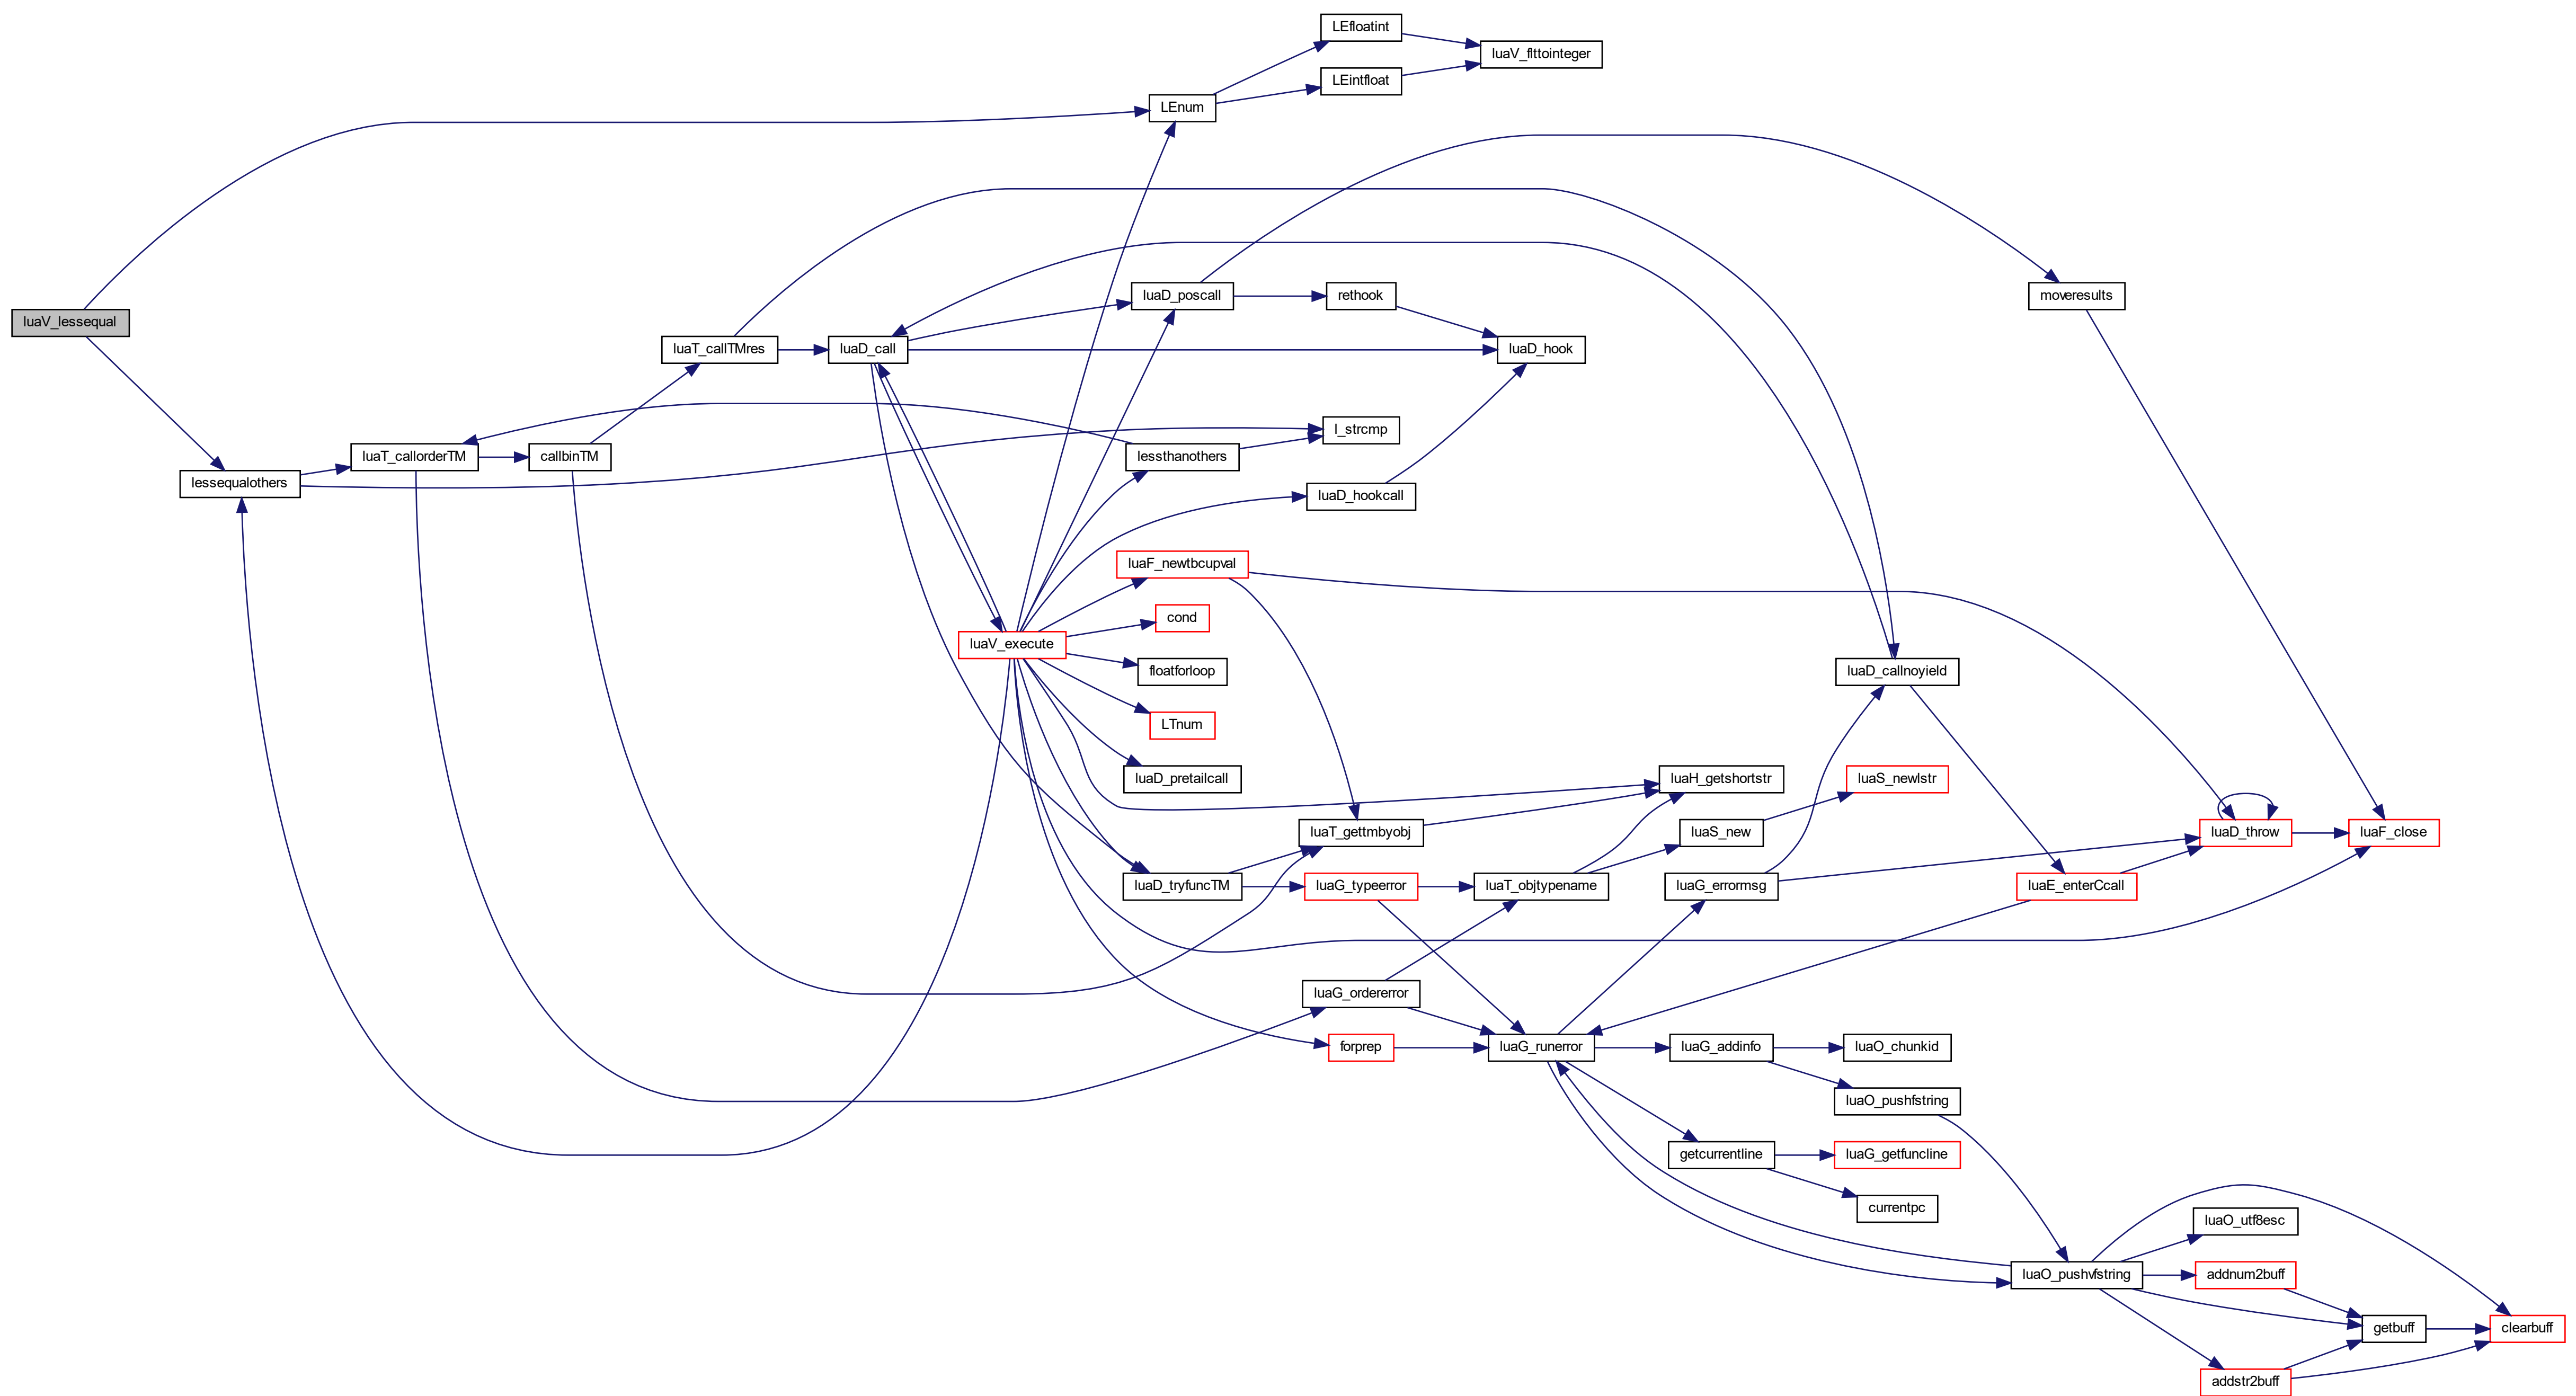 LEfloatint
luaV_flttointeger
LEintfloat
LEnum
luaV_lessequal
luaD_poscall
rethook
moveresults
luaT_callTMres
luaD_call
luaD_hook
l_strcmp
luaT_callorderTM
callbinTM
lessthanothers
lessequalothers
luaD_hookcall
luaF_newtbcupval
cond
luaV_execute
floatforloop
luaD_callnoyield
LTnum
luaD_pretailcall
luaH_getshortstr
luaS_newlstr
luaT_gettmbyobj
luaS_new
luaD_throw
luaF_close
luaD_tryfuncTM
luaG_typeerror
luaT_objtypename
luaG_errormsg
luaE_enterCcall
luaG_ordererror
forprep
luaG_runerror
luaG_addinfo
luaO_chunkid
luaO_pushfstring
getcurrentline
luaG_getfuncline
currentpc
luaO_utf8esc
luaO_pushvfstring
addnum2buff
getbuff
clearbuff
addstr2buff